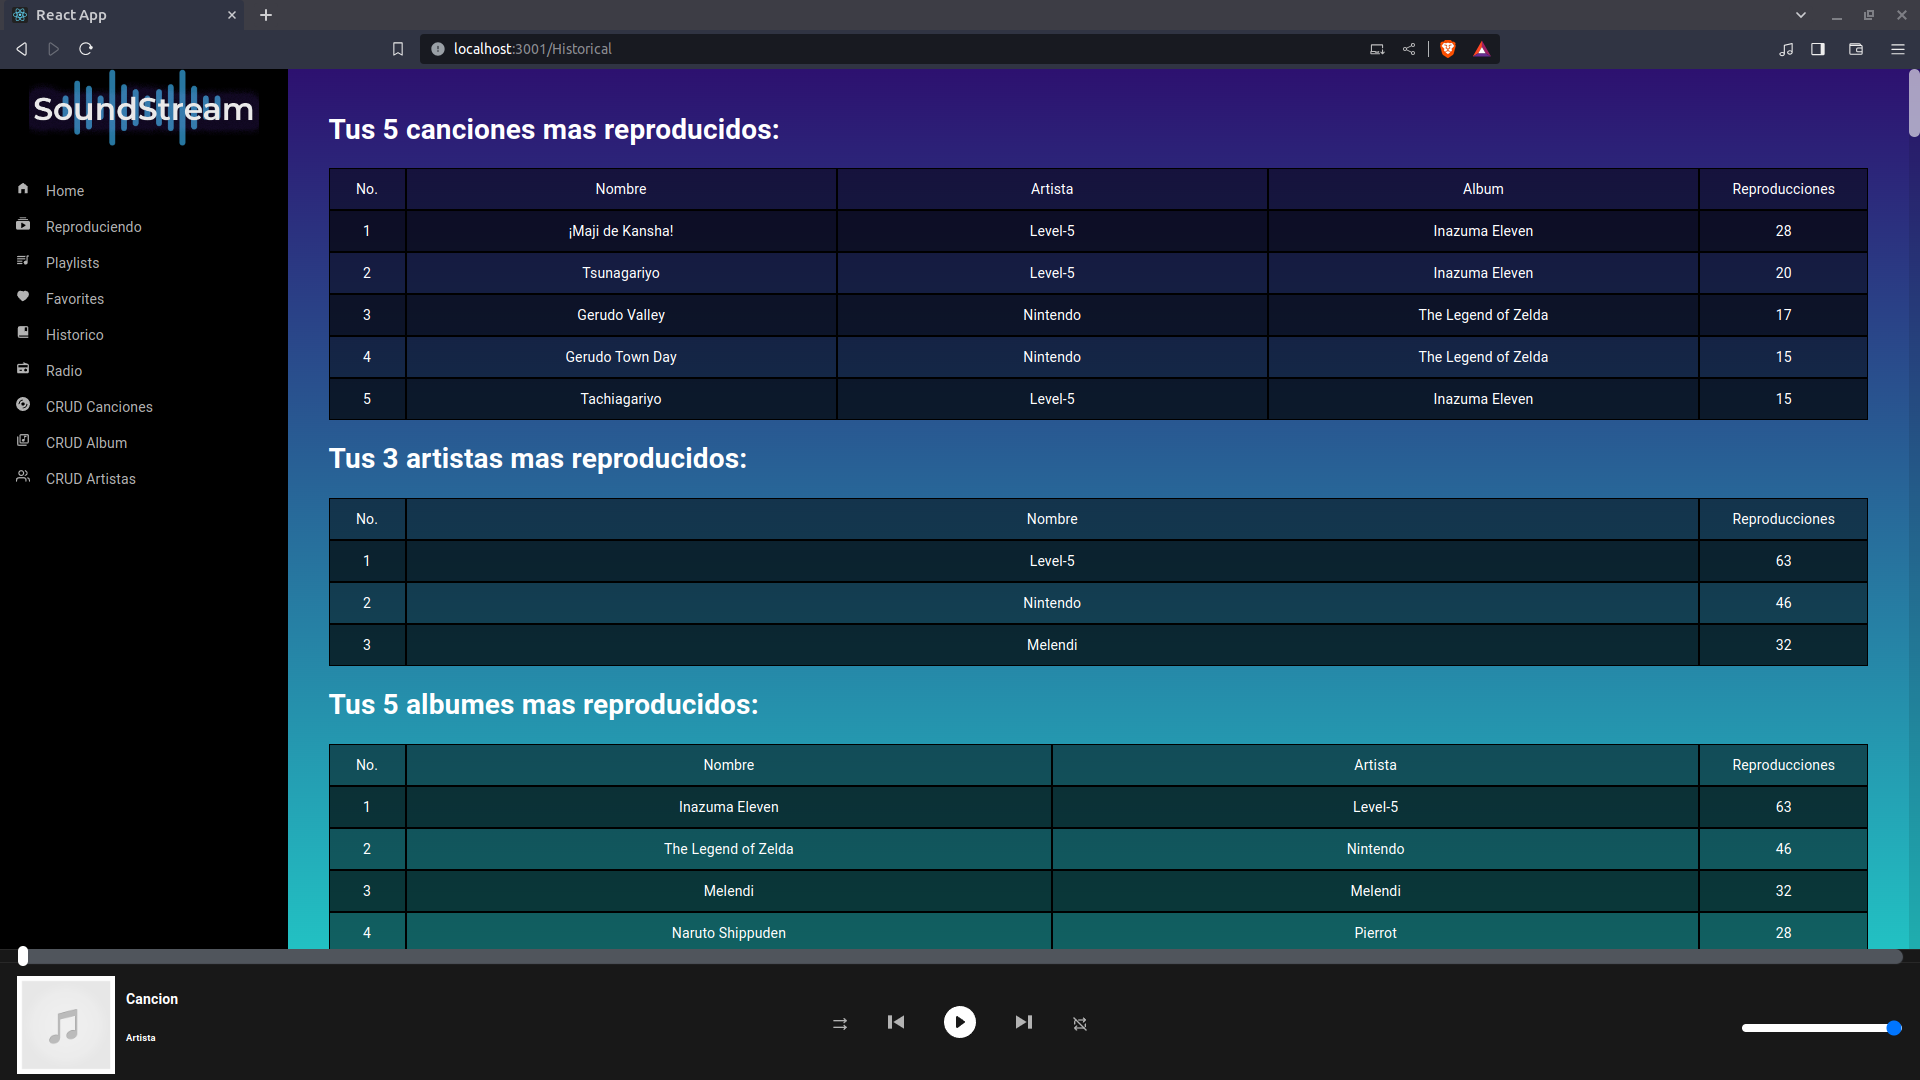 React App
localhost:3001/Historical
SoundStream
Home
Reproduciendo
Playlists
Favorites
Historico
Radio
CRUD Canciones
CRUD Album
CRUD Artistas
Tus 5 canciones mas reproducidos:
No. Nombre Artista Album Reproducciones
1 ¡Maji de Kansha! Level-5 Inazuma Eleven 28
2 Tsunagariyo Level-5 Inazuma Eleven 20
3 Gerudo Valley Nintendo The Legend of Zelda 17
4 Gerudo Town Day Nintendo The Legend of Zelda 15
5 Tachiagariyo Level-5 Inazuma Eleven 15
Tus 3 artistas mas reproducidos:
No. Nombre Reproducciones
1 Level-5 63
2 Nintendo 46
3 Melendi 32
Tus 5 albumes mas reproducidos:
No. Nombre Artista Reproducciones
1 Inazuma Eleven Level-5 63
2 The Legend of Zelda Nintendo 46
3 Melendi Melendi 32
4 Naruto Shippuden Pierrot 28
Cancion
Artista